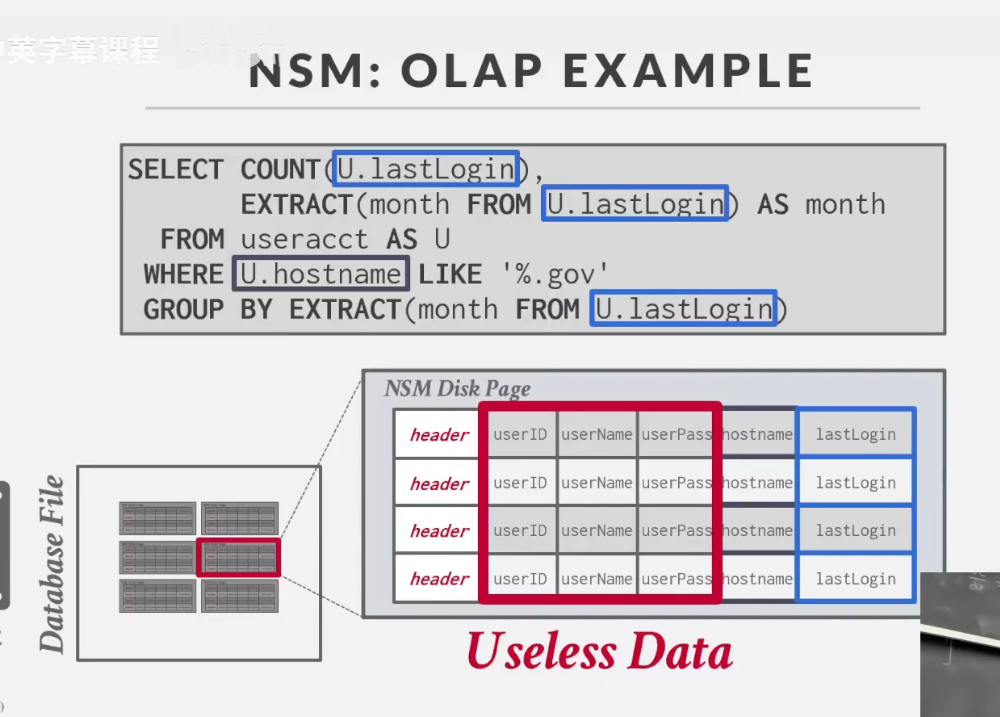 英字幕课程
NSM: OLAP EXAMPLE
SELECT COUNT(U.lastLogin),
EXTRACT(month FROM U.lastLogin) AS month
FROM useracct AS U
WHERE U.hostname LIKE '%.gov'
GROUP BY EXTRACT(month FROM U.lastLogin)
NSM Disk Page
header userID userName userPass hostname lastLogin
header userID userName userPass hostname lastLogin
header userID userName userPass hostname lastLogin
header userID userName userPass hostname lastLogin
Database File
Useless Data